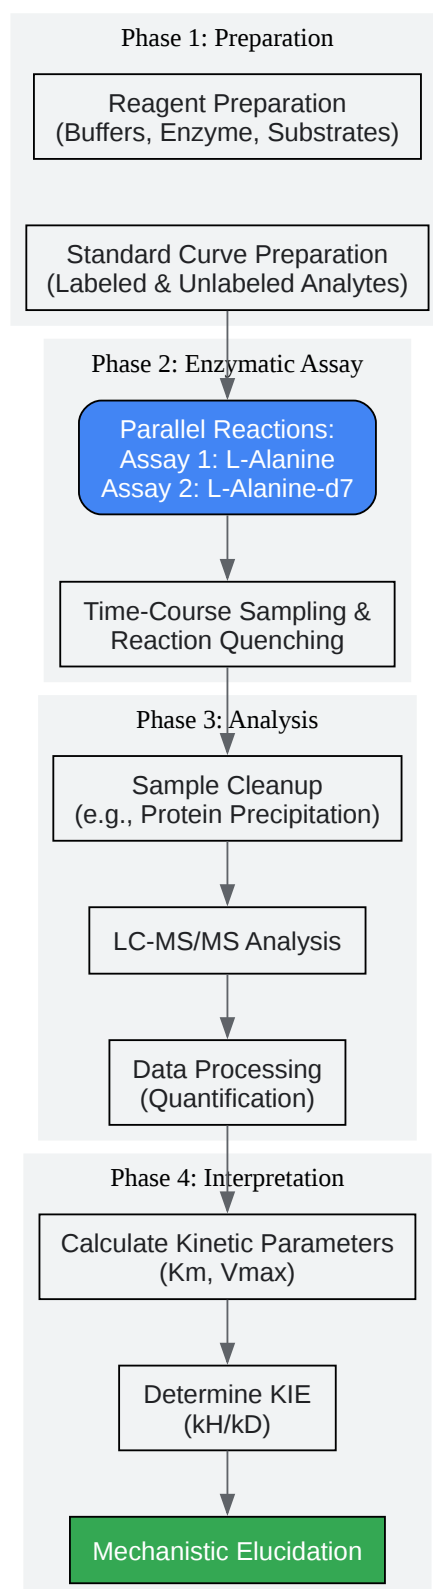 Phase 1: Preparation
Reagent Preparation
(Buffers, Enzyme, Substrates)
Standard Curve Preparation
(Labeled & Unlabeled Analytes)
Phase 2: Enzymatic Assay
Parallel Reactions:
Assay 1: L-Alanine
Assay 2: L-Alanine-d7
Time-Course Sampling &
Reaction Quenching
Phase 3: Analysis
Sample Cleanup
(e.g., Protein Precipitation)
LC-MS/MS Analysis
Data Processing
(Quantification)
Phase 4: Interpretation
Calculate Kinetic Parameters
(Km, Vmax)
Determine KIE
(kH/kD)
Mechanistic Elucidation